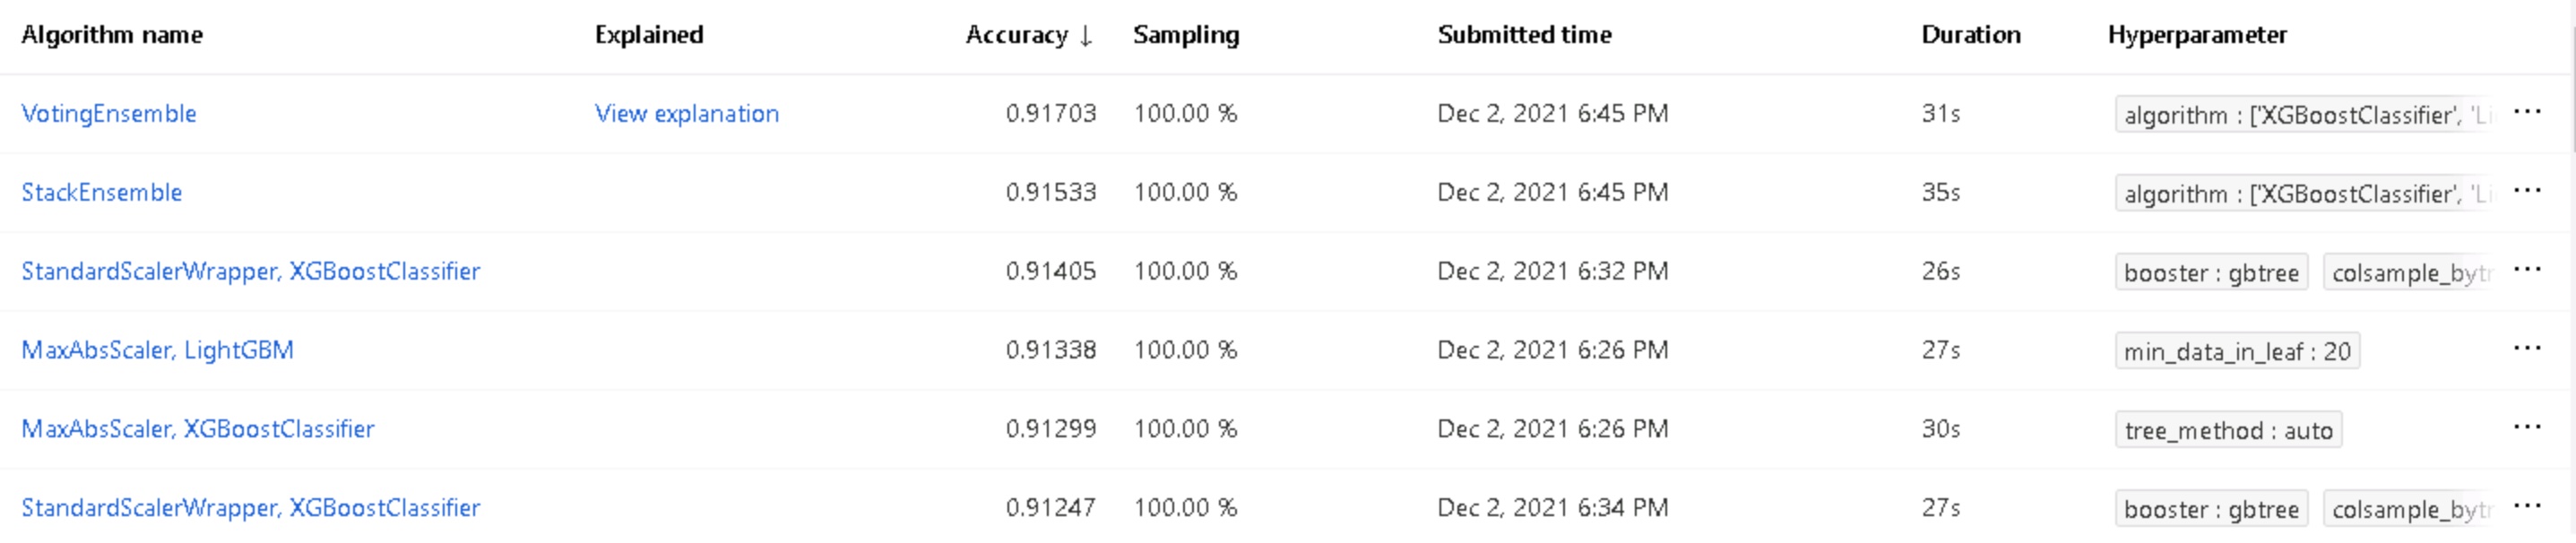 Algorithm name Explained Accuracy ↓ Sampling Submitted time Duration Hyperparameter
VotingEnsemble View explanation 0.91703 100.00 % Dec 2, 2021 6:45 PM 31s algorithm : ['XGBoostClassifier', 'Li ...
StackEnsemble 0.91533 100.00 % Dec 2, 2021 6:45 PM 35s algorithm : ['XGBoostClassifier', 'Li ...
StandardScalerWrapper, XGBoostClassifier 0.91405 100.00 % Dec 2, 2021 6:32 PM 26s booster : gbtree colsample_bytr ...
MaxAbsScaler, LightGBM 0.91338 100.00 % Dec 2, 2021 6:26 PM 27s min_data_in_leaf : 20 ...
MaxAbsScaler, XGBoostClassifier 0.91299 100.00 % Dec 2, 2021 6:26 PM 30s tree_method : auto ...
StandardScalerWrapper, XGBoostClassifier 0.91247 100.00 % Dec 2, 2021 6:34 PM 27s booster : gbtree colsample_bytr ...